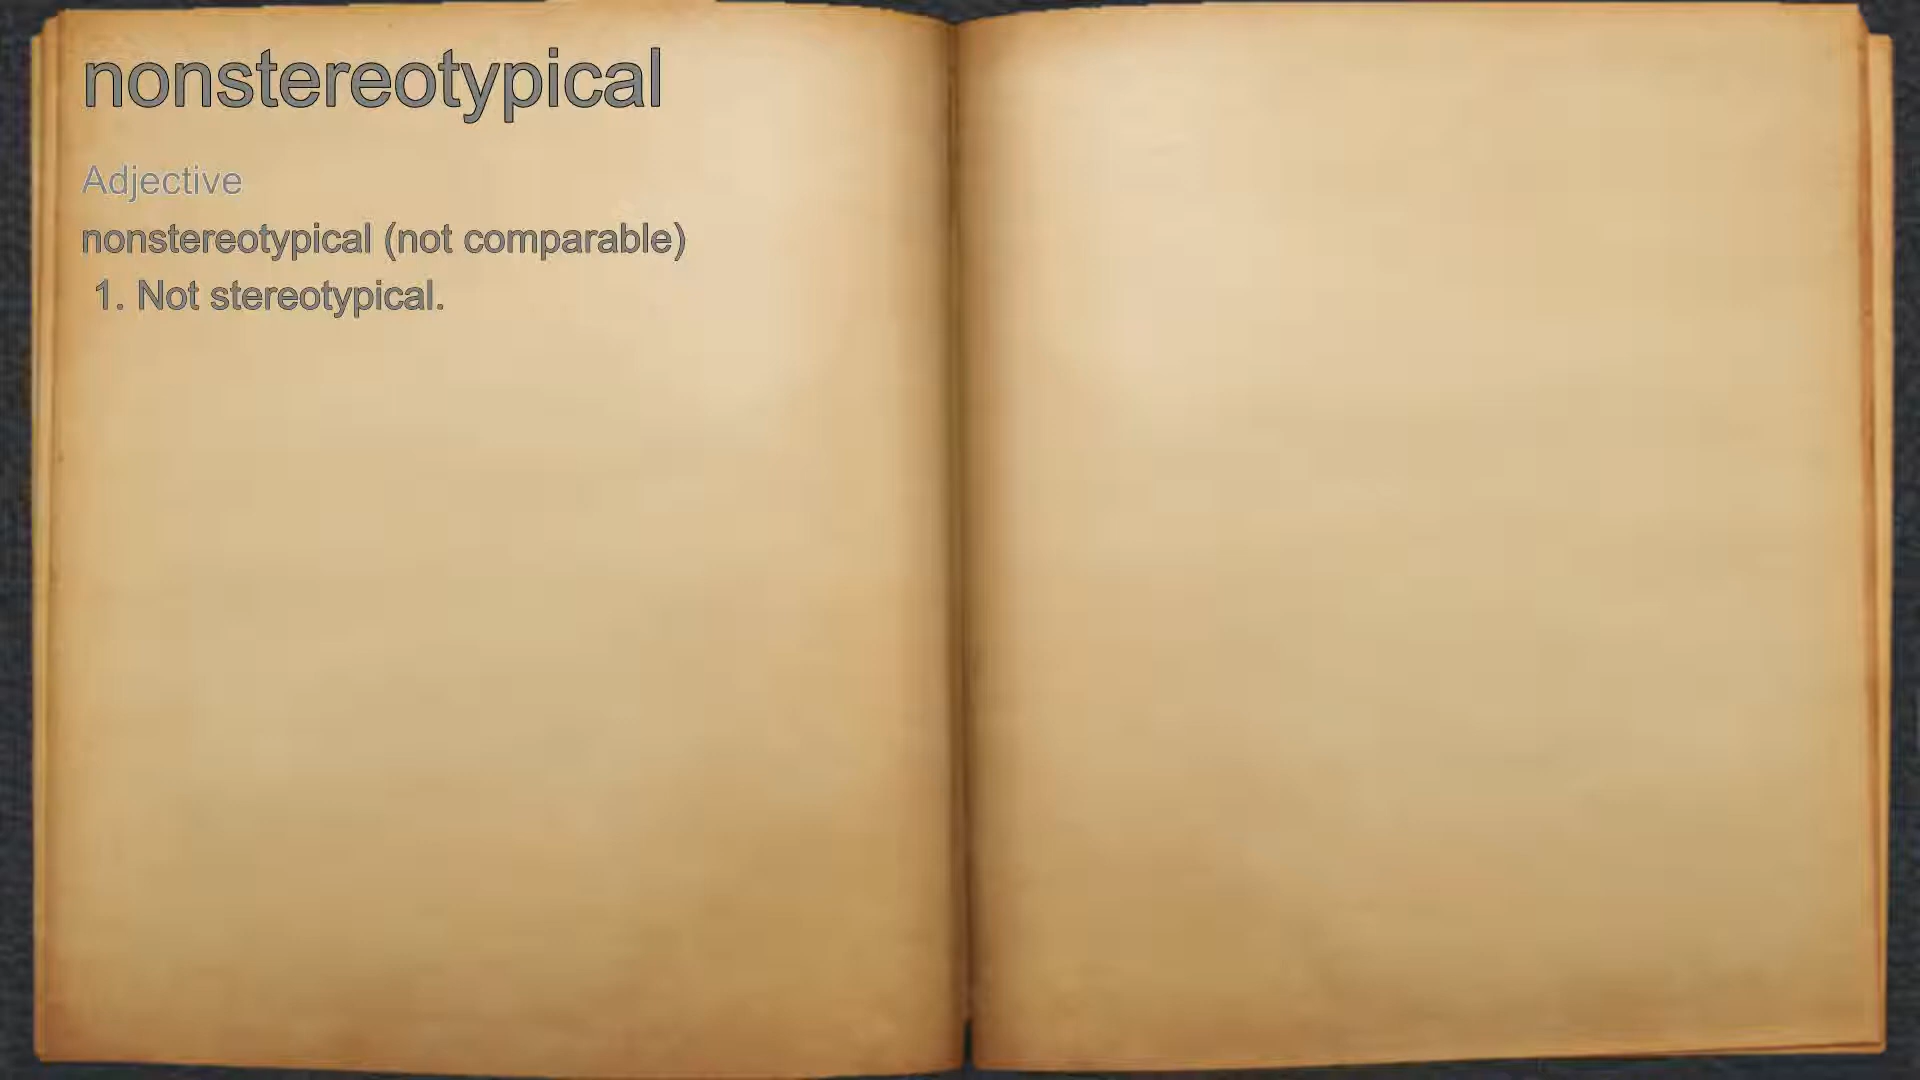 nonstereotypical
Adjective
nonstereotypical (not comparable)
1. Not stereotypical.